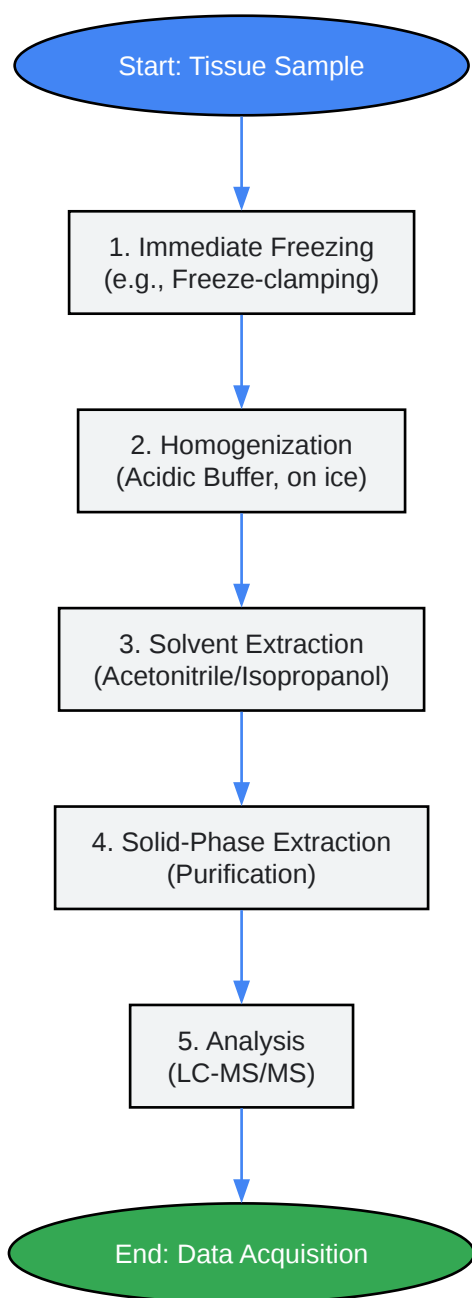 Start: Tissue Sample
1. Immediate Freezing
(e.g., Freeze-clamping)
2. Homogenization
(Acidic Buffer, on ice)
3. Solvent Extraction
(Acetonitrile/Isopropanol)
4. Solid-Phase Extraction
(Purification)
5. Analysis
(LC-MS/MS)
End: Data Acquisition